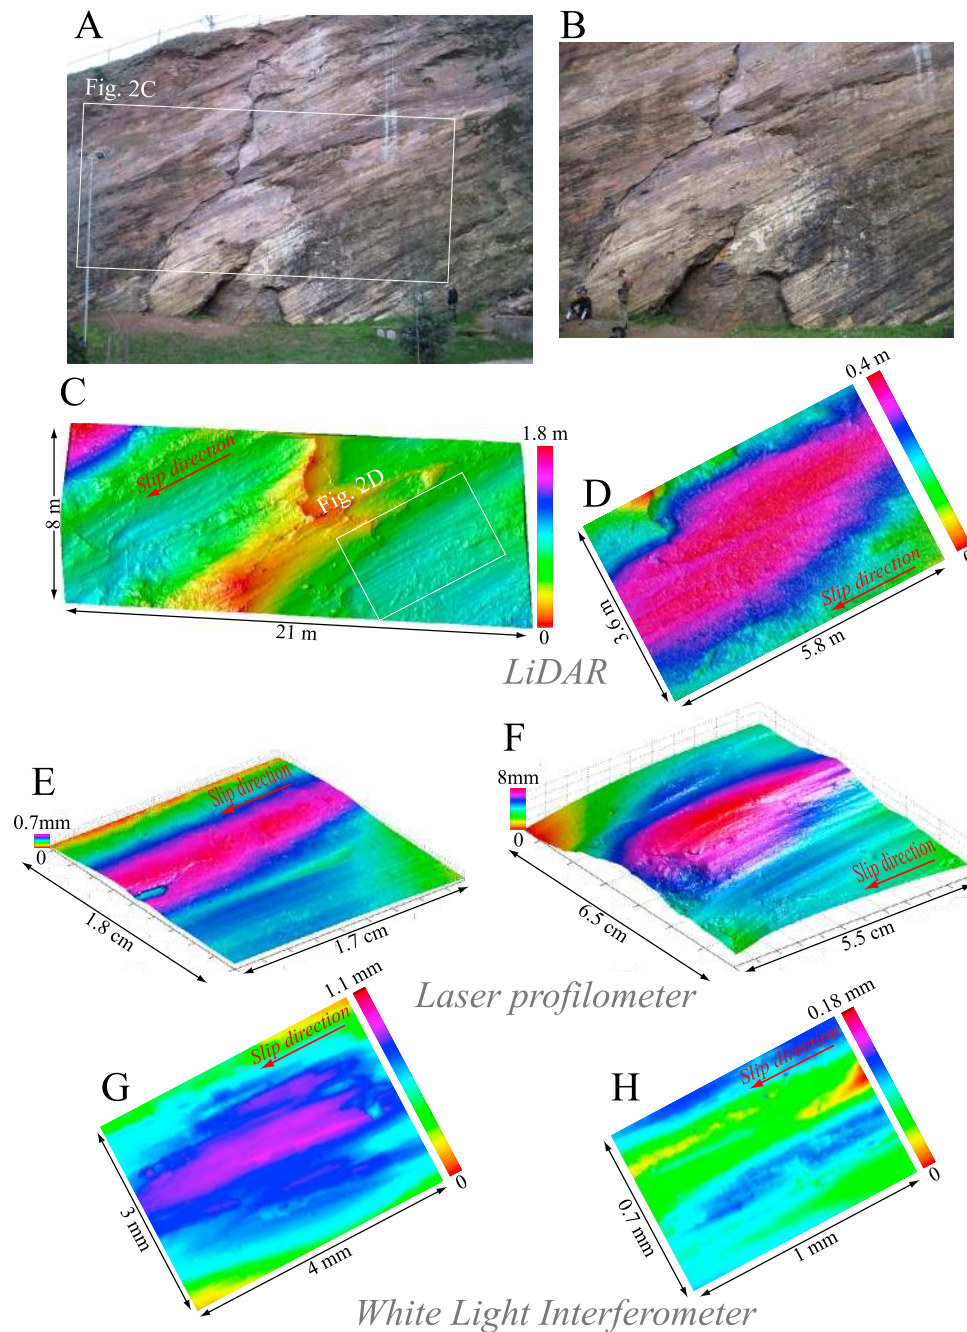 A
B
Fig. 2C
C
1.8 m
Slip direction
Fig. 2D
8 m
21 m
0
0.4 m
D
Slip direction
3.6 m
5.8 m
LiDAR
E
0.7mm
0
Slip direction
1.8 cm
1.7 cm
F
8mm
0
Slip direction
6.5 cm
5.5 cm
Laser profilometer
1.1 mm
Slip direction
G
3 mm
4 mm
0
0.18 mm
Slip direction
H
0.7 mm
1 mm
0
White Light Interferometer